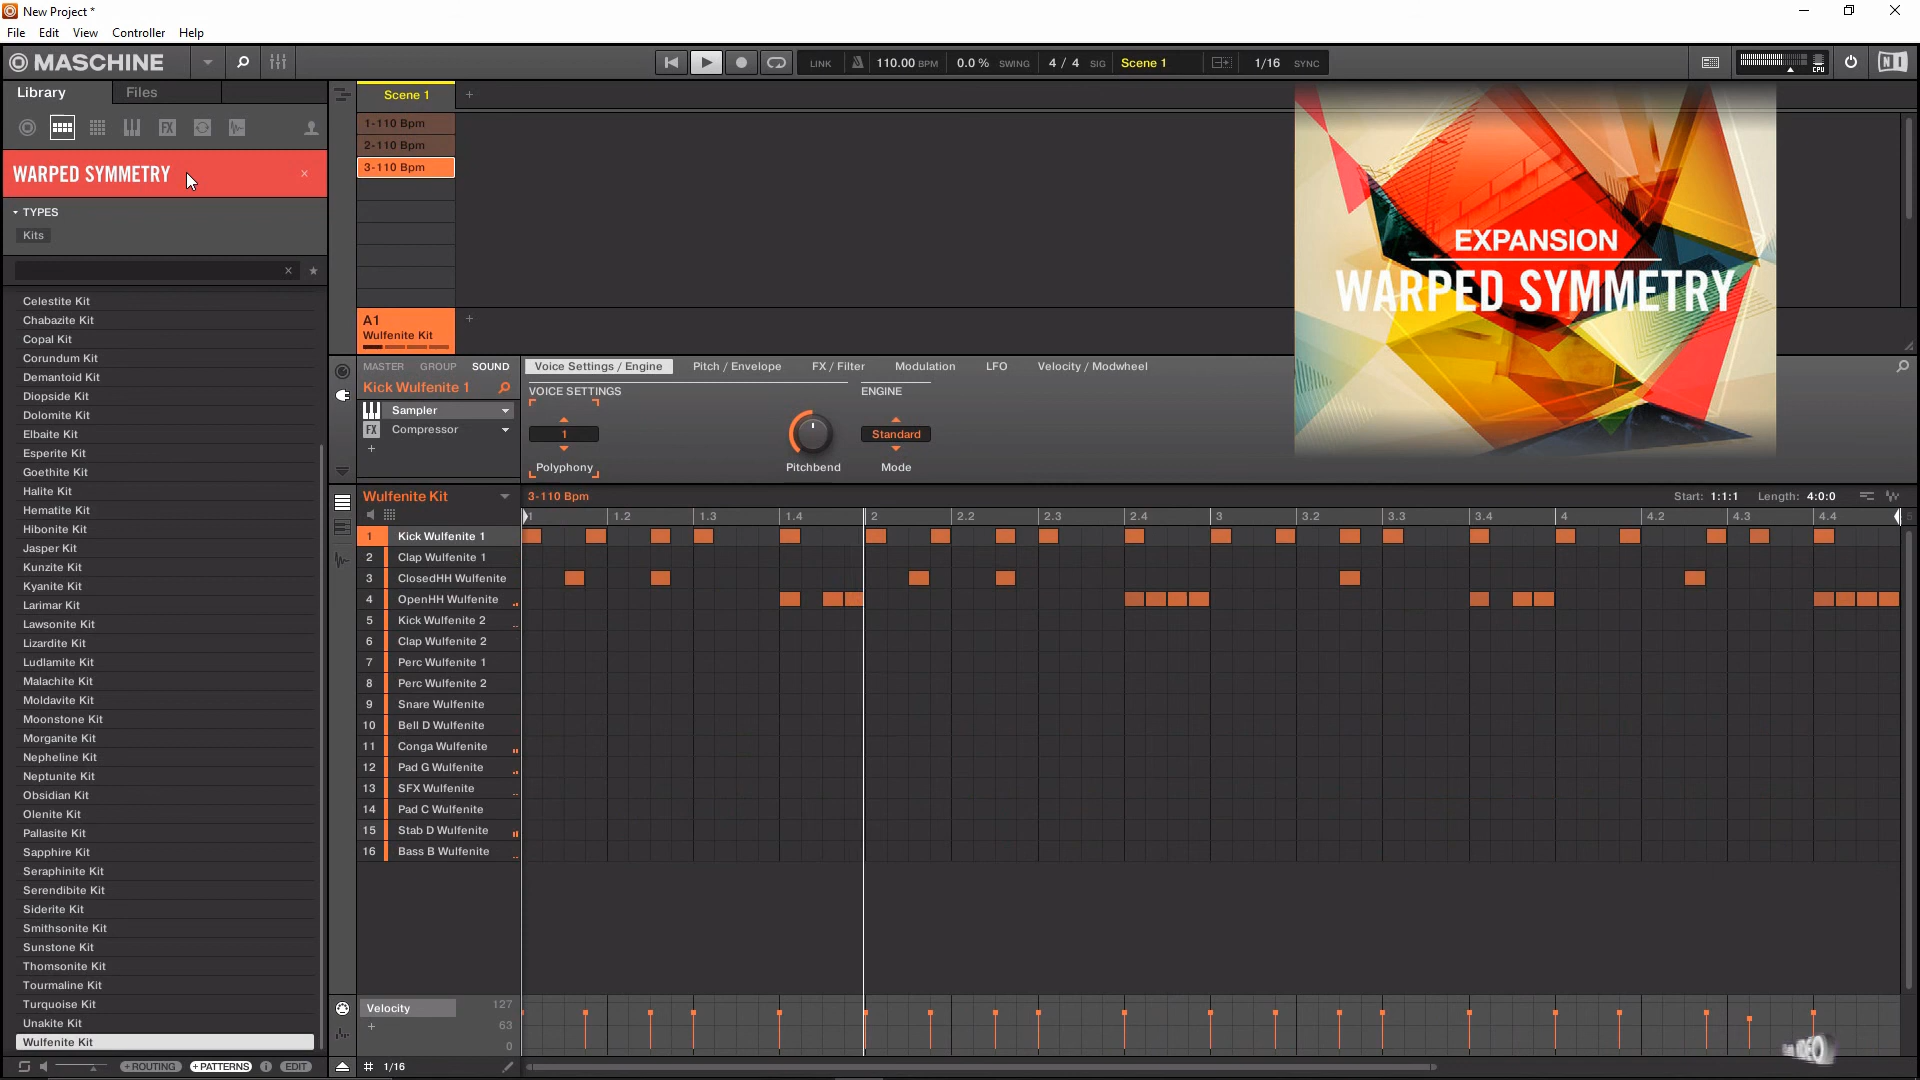 New Project *
File Edit View Controller Help
MASCHINE
LINK 110.00 BPM 0.0 % SWING 4 / 4 SIG Scene 1 1/16 SYNC
CPU
Library Files
FX
WARPED SYMMETRY ×
TYPES
Kits
Celestite Kit
Chabazite Kit
Copal Kit
Corundum Kit
Demantoid Kit
Diopside Kit
Dolomite Kit
Elbaite Kit
Esperite Kit
Goethite Kit
Halite Kit
Hematite Kit
Hibonite Kit
Jasper Kit
Kunzite Kit
Kyanite Kit
Larimar Kit
Lawsonite Kit
Lizardite Kit
Ludlamite Kit
Malachite Kit
Moldavite Kit
Moonstone Kit
Morganite Kit
Nepheline Kit
Neptunite Kit
Obsidian Kit
Olenite Kit
Pallasite Kit
Sapphire Kit
Seraphinite Kit
Serendibite Kit
Siderite Kit
Smithsonite Kit
Sunstone Kit
Thomsonite Kit
Tourmaline Kit
Turquoise Kit
Unakite Kit
Wulfenite Kit
+ROUTING +PATTERNS i EDIT
Scene 1 +
1-110 Bpm
2-110 Bpm
3-110 Bpm
A1 +
Wulfenite Kit
EXPANSION
WARPED SYMMETRY
MASTER GROUP SOUND
Kick Wulfenite 1
Sampler
FX Compressor
+
Voice Settings / Engine Pitch / Envelope FX / Filter Modulation LFO Velocity / Modwheel
VOICE SETTINGS ENGINE
1 Standard
Polyphony Pitchbend Mode
Wulfenite Kit 3-110 Bpm Start: 1:1:1 Length: 4:0:0
1 1.2 1.3 1.4 2 2.2 2.3 2.4 3 3.2 3.3 3.4 4 4.2 4.3 4.4 5
1 Kick Wulfenite 1
2 Clap Wulfenite 1
3 ClosedHH Wulfenite
4 OpenHH Wulfenite
5 Kick Wulfenite 2
6 Clap Wulfenite 2
7 Perc Wulfenite 1
8 Perc Wulfenite 2
9 Snare Wulfenite
10 Bell D Wulfenite
11 Conga Wulfenite
12 Pad G Wulfenite
13 SFX Wulfenite
14 Pad C Wulfenite
15 Stab D Wulfenite
16 Bass B Wulfenite
Velocity 127
+ 63
0
# 1/16